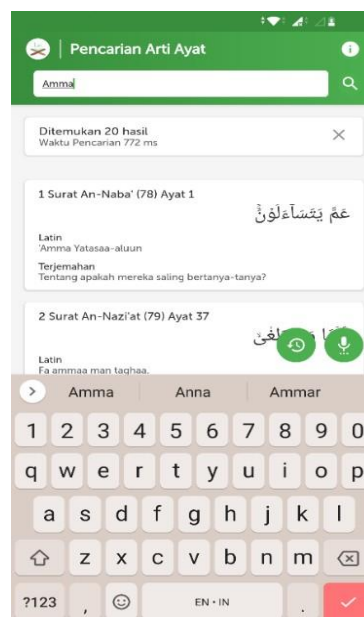 Pencarian Arti Ayat
Amma
Ditemukan 20 hasil
Waktu Pencarian 772 ms
1 Surat An-Naba' (78) Ayat 1
عَمَّ يَتَسَآءَلُوْنَۚ
Latin
'Amma Yatasaa-aluun
Terjemahan
Tentang apakah mereka saling bertanya-tanya?
2 Surat An-Nazi'at (79) Ayat 37
Latin
Fa ammaa man taghaa.
Amma Anna Ammar
1 2 3 4 5 6 7 8 9 0
q w e r t y u i o p
a s d f g h j k l
z x c v b n m
?123 , EN • IN .